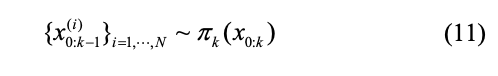 {x_{0:k−1}^{(i)}}_{i=1,⋯,N} ~ π_k(x_{0:k}) (11)